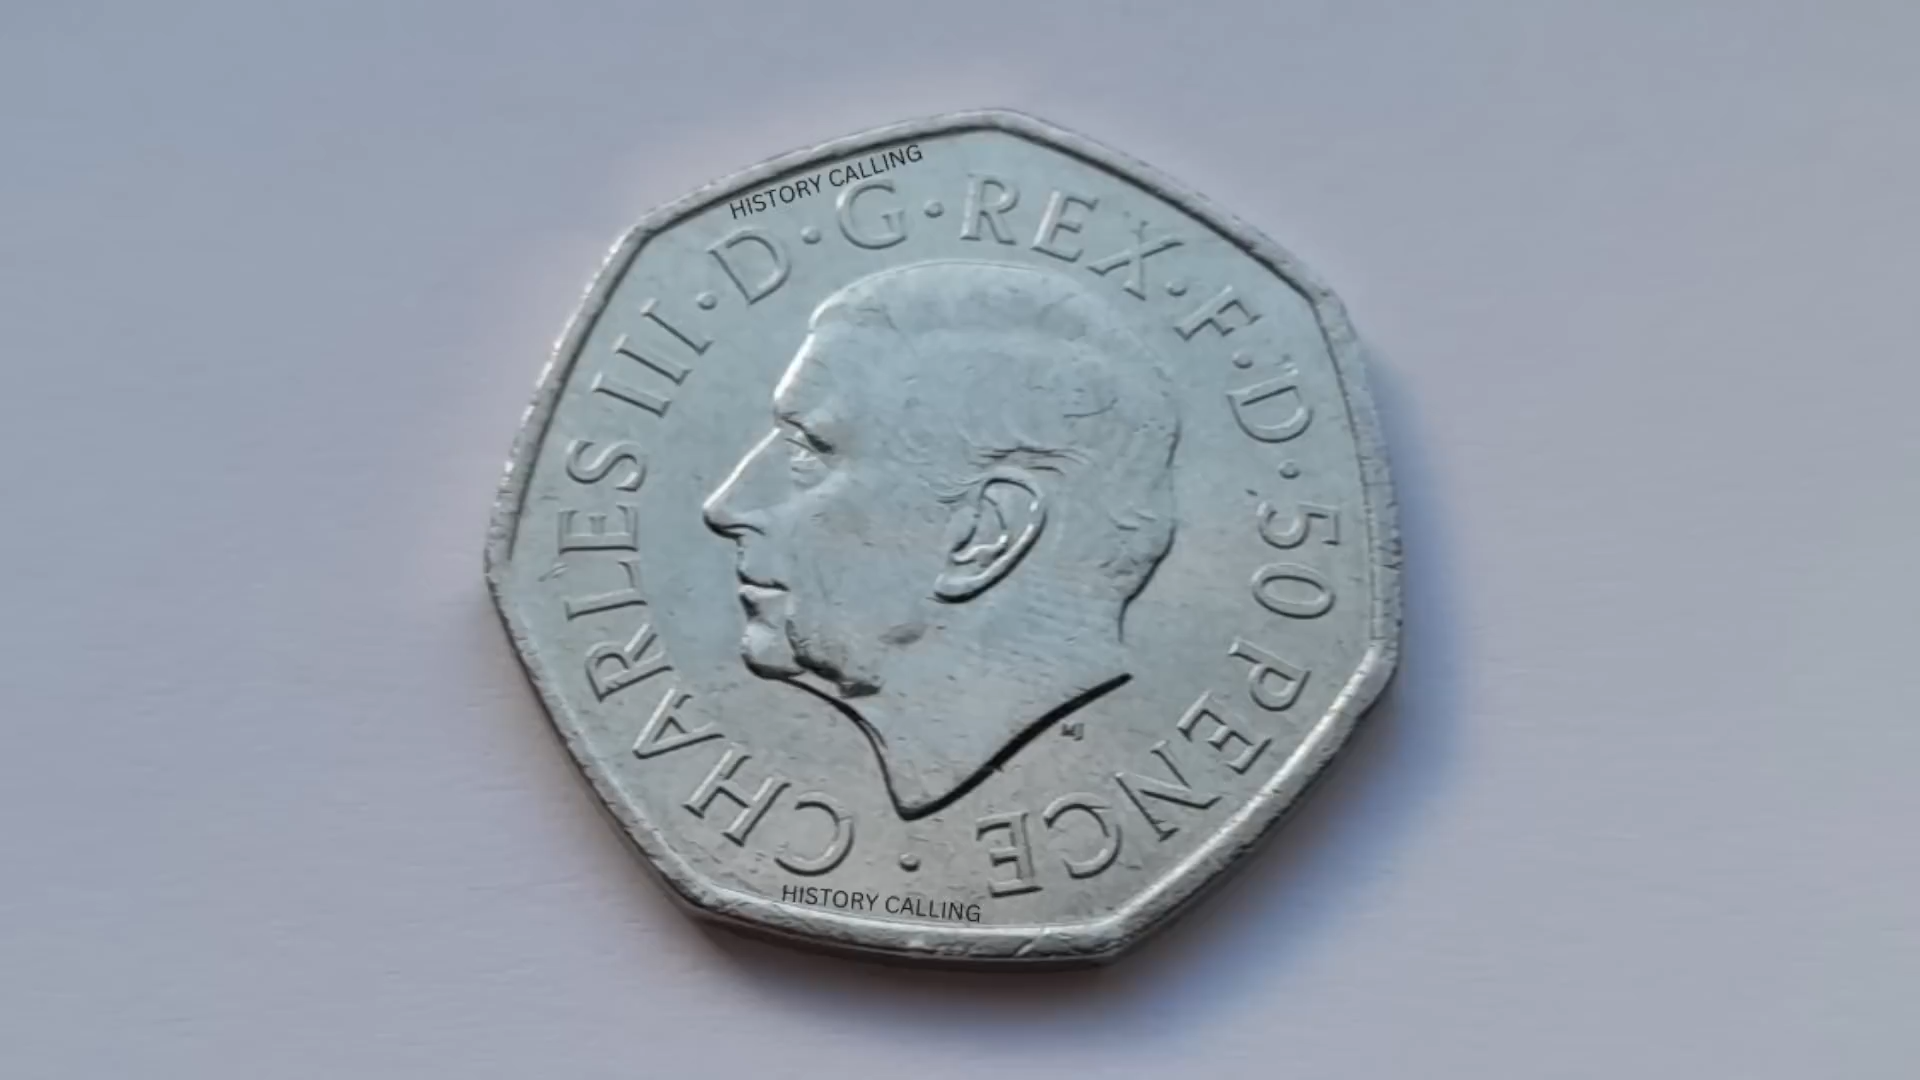 HISTORY CALLING
CHARLES III · D · G · REX · F · D · 50 PENCE ·
MJ
HISTORY CALLING